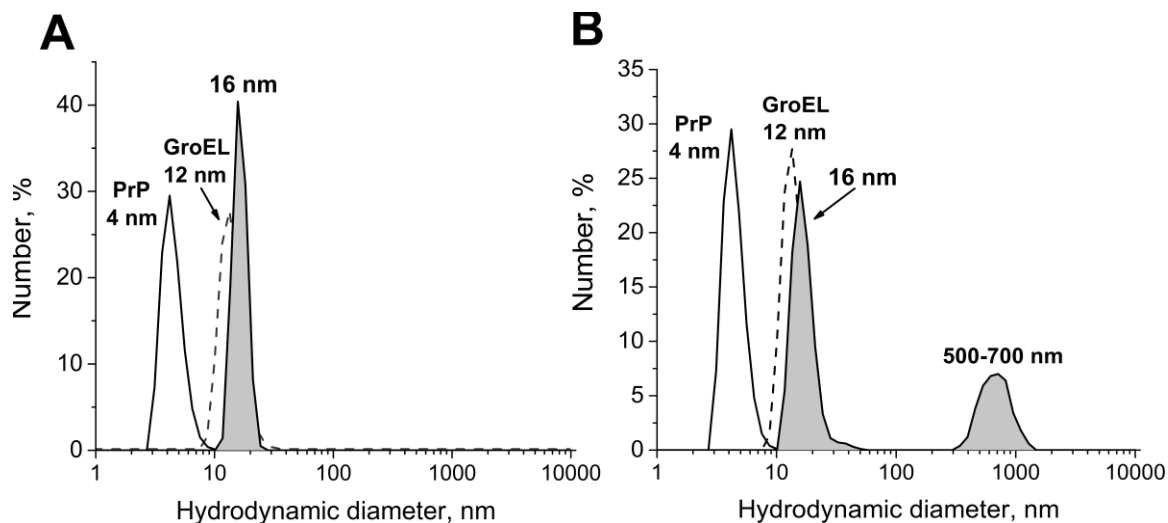 A
16 nm
GroEL
12 nm
PrP
4 nm
40
30
20
10
0
Number, %
1
10
100
1000
10000
Hydrodynamic diameter, nm
B
35
30
25
20
15
10
5
0
Number, %
PrP
4 nm
GroEL
12 nm
16 nm
500-700 nm
1
10
100
1000
10000
Hydrodynamic diameter, nm